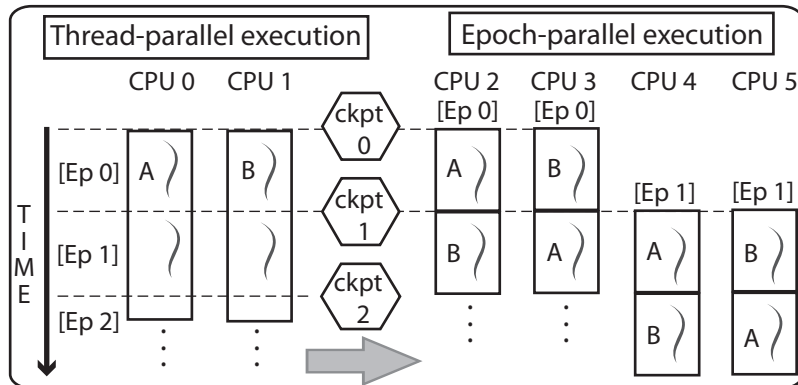 Thread-parallel execution
Epoch-parallel execution
CPU 0 CPU 1
CPU 2 CPU 3 CPU 4 CPU 5
[Ep 0] [Ep 0]
ckpt
0
[Ep 0]
A
B
A
B
[Ep 1] [Ep 1]
TIME
ckpt
1
[Ep 1]
B
A
A
B
ckpt
2
[Ep 2]
B
A